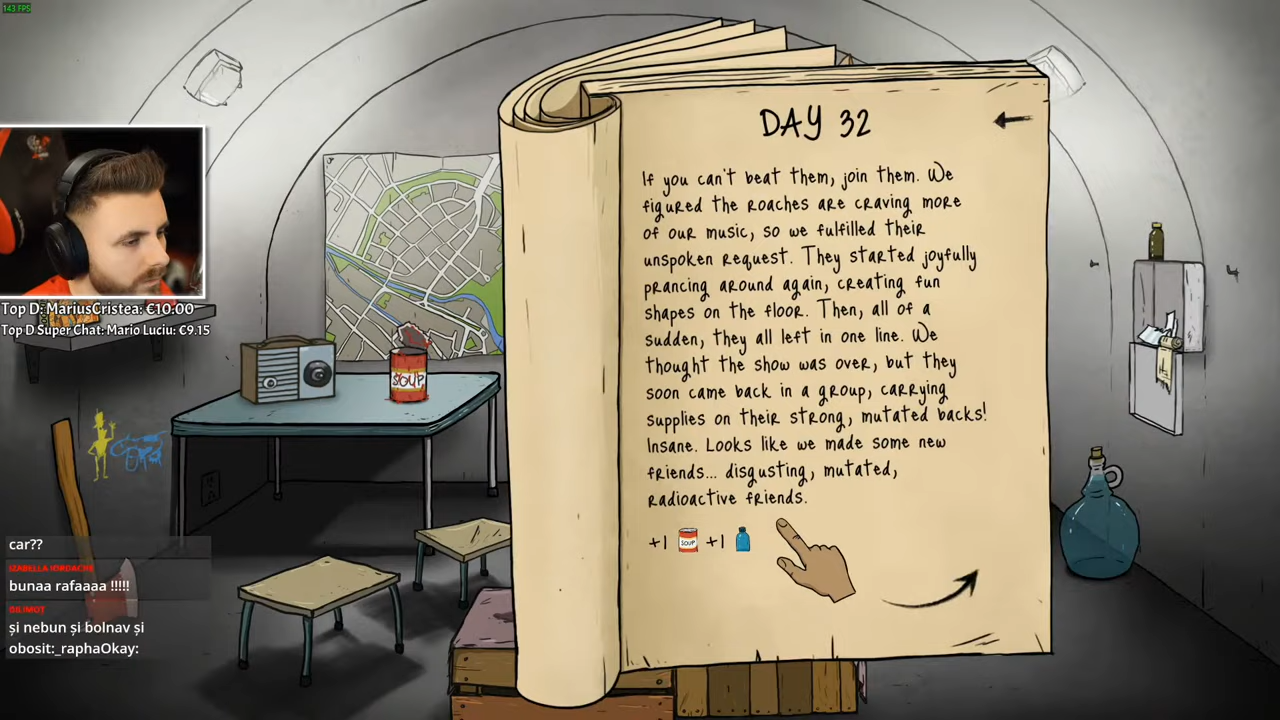 143 FPS
DAY 32
If you can't beat them, join them. We
figured the roaches are craving more
of our music, so we fulfilled their
unspoken request. They started joyfully
prancing around again, creating fun
shapes on the floor. Then, all of a
sudden, they all left in one line. We
thought the show was over, but they
soon came back in a group, carrying
supplies on their strong, mutated backs!
Insane. Looks like we made some new
friends... disgusting, mutated,
radioactive friends.
+1 SOUP +1
Top D: MariusCristea: €10.00
Top D Super Chat: Mario Luciu: €9.15
SOUP
car??
bunaa rafaaaa !!!!!
și nebun și bolnav și
obosit:_raphaOkay: